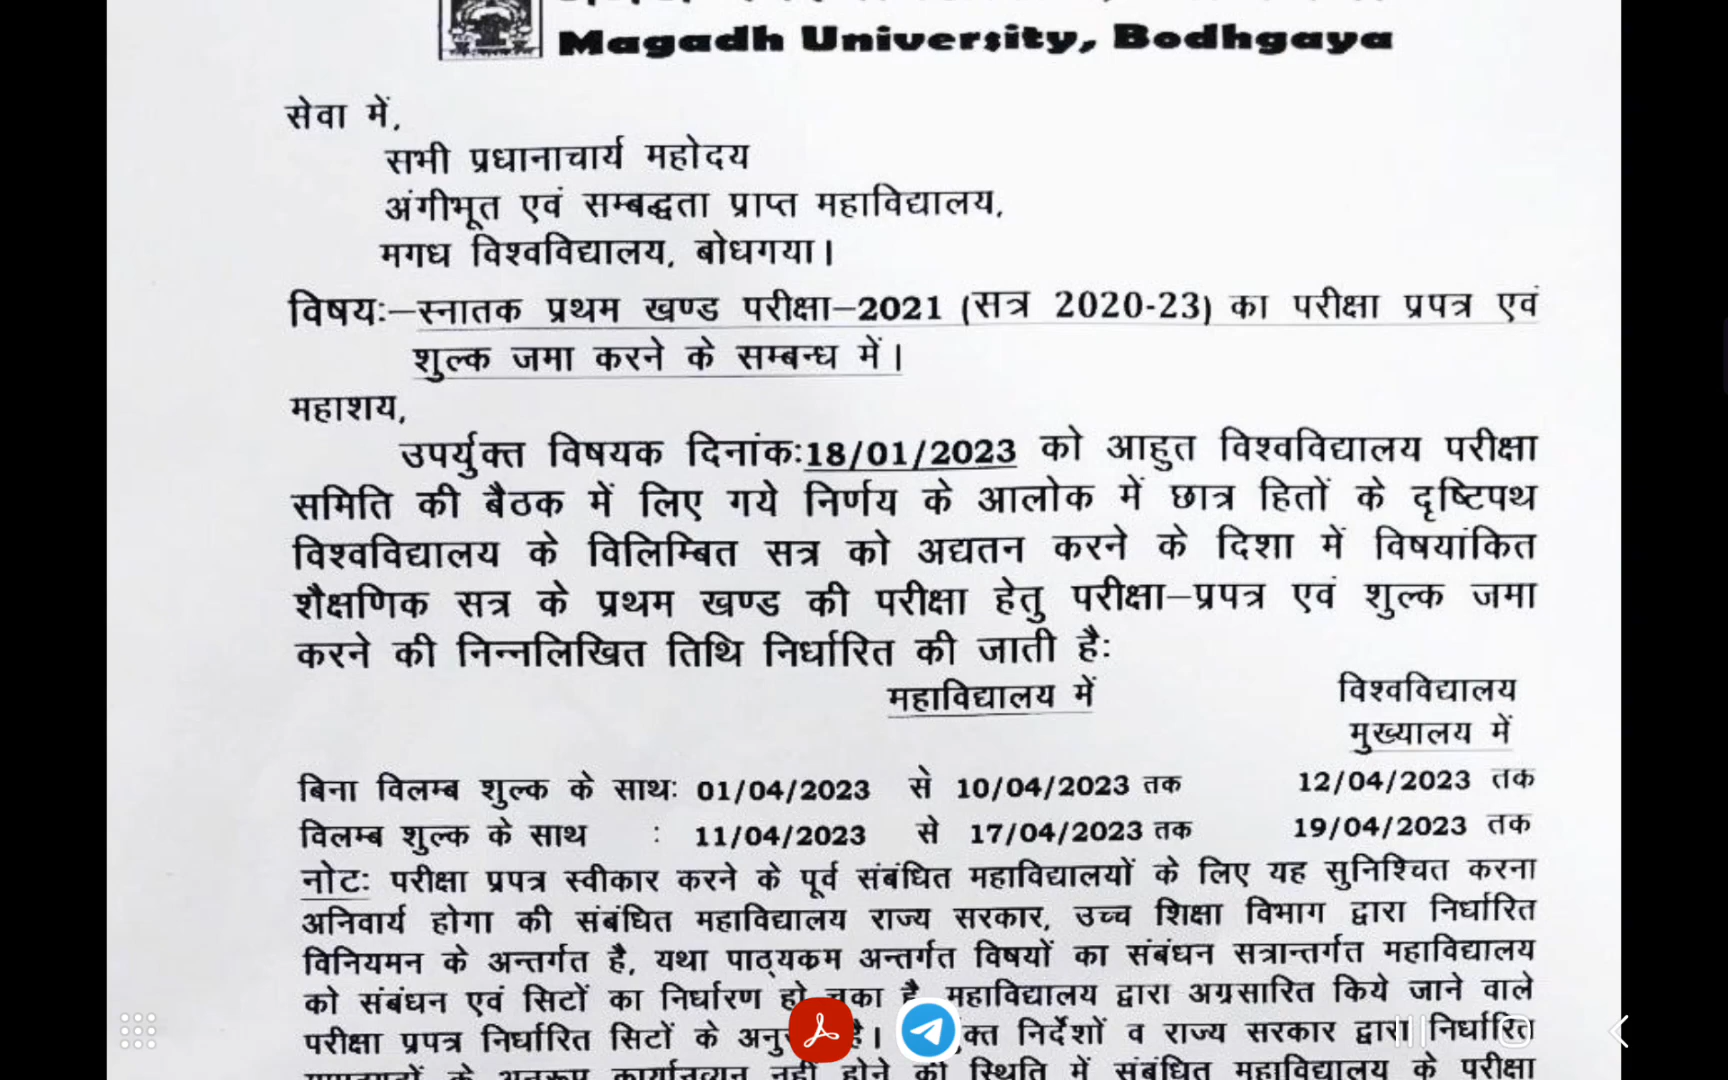 Magadh University, Bodhgaya
सेवा में,
सभी प्रधानाचार्य महोदय
अंगीभूत एवं सम्बद्धता प्राप्त महाविद्यालय,
मगध विश्वविद्यालय, बोधगया।
विषयः–स्नातक प्रथम खण्ड परीक्षा–2021 (सत्र 2020-23) का परीक्षा प्रपत्र एवं
शुल्क जमा करने के सम्बन्ध में।
महाशय,
उपर्युक्त विषयक दिनांकः18/01/2023 को आहुत विश्वविद्यालय परीक्षा
समिति की बैठक में लिए गये निर्णय के आलोक में छात्र हितों के दृष्टिपथ
विश्वविद्यालय के विलिम्बित सत्र को अद्यतन करने के दिशा में विषयांकित
शैक्षणिक सत्र के प्रथम खण्ड की परीक्षा हेतु परीक्षा–प्रपत्र एवं शुल्क जमा
करने की निन्नलिखित तिथि निर्धारित की जाती हैः
महाविद्यालय में विश्वविद्यालय
मुख्यालय में
बिना विलम्ब शुल्क के साथः 01/04/2023 से 10/04/2023 तक 12/04/2023 तक
विलम्ब शुल्क के साथ : 11/04/2023 से 17/04/2023 तक 19/04/2023 तक
नोटः परीक्षा प्रपत्र स्वीकार करने के पूर्व संबंधित महाविद्यालयों के लिए यह सुनिश्चित करना
अनिवार्य होगा की संबंधित महाविद्यालय राज्य सरकार, उच्च शिक्षा विभाग द्वारा निर्धारित
विनियमन के अन्तर्गत है, यथा पाठ्यकम अन्तर्गत विषयों का संबंधन सत्रान्तर्गत महाविद्यालय
को संबंधन एवं सिटों का निर्धारण हो है महाविद्यालय द्वारा अग्रसारित किये जाने वाले
परीक्षा प्रपत्र निर्धारित सिटों के है। निर्देशों व राज्य सरकार द्वारा निर्धारित
के अनुरूप कार्यान्वयन नहीं होने की स्थिति में संबंधित महाविद्यालय के परीक्षा